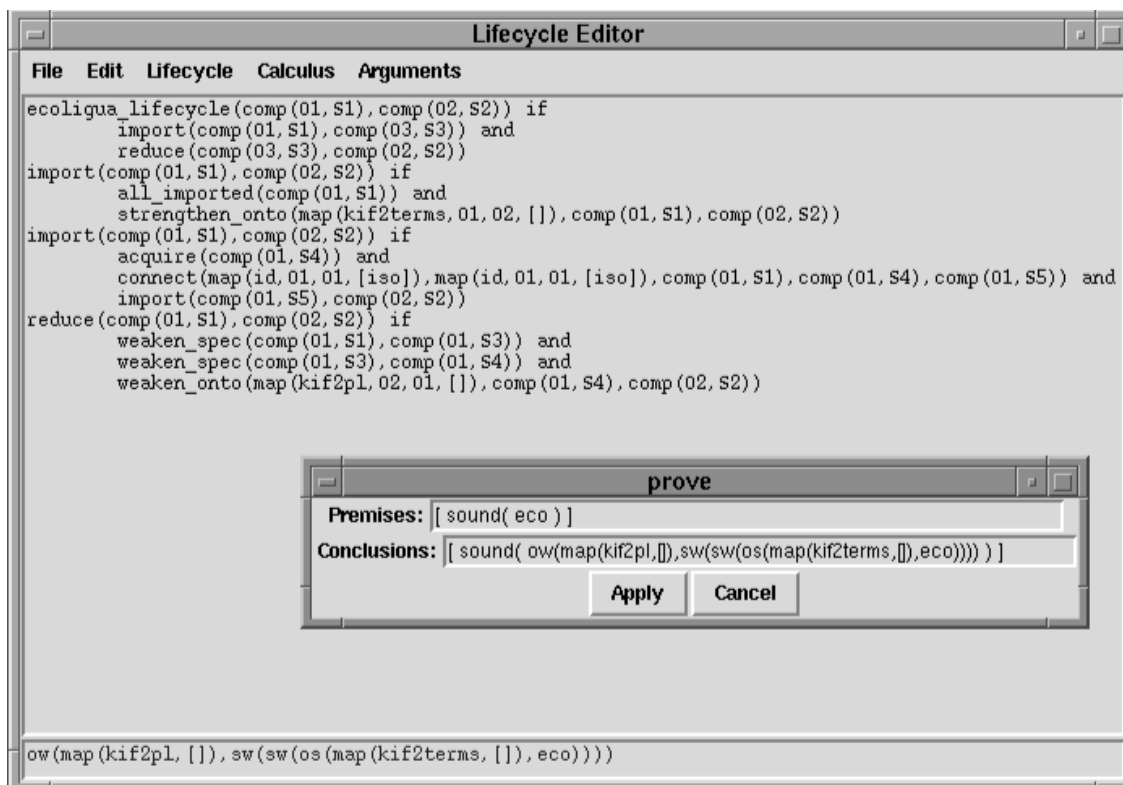 Lifecycle Editor
File Edit Lifecycle Calculus Arguments
ecoligua_lifecycle(comp(O1,S1),comp(O2,S2)) if
import(comp(O1,S1),comp(O3,S3)) and
reduce(comp(O3,S3),comp(O2,S2))
import(comp(O1,S1),comp(O2,S2)) if
all_imported(comp(O1,S1)) and
strengthen_onto(map(kif2terms,O1,O2,[]),comp(O1,S1),comp(O2,S2))
import(comp(O1,S1),comp(O2,S2)) if
acquire(comp(O1,S4)) and
connect(map(id,O1,O1,[iso]),map(id,O1,O1,[iso]),comp(O1,S1),comp(O1,S4),comp(O1,S5)) and
import(comp(O1,S5),comp(O2,S2))
reduce(comp(O1,S1),comp(O2,S2)) if
weaken_spec(comp(O1,S1),comp(O1,S3)) and
weaken_spec(comp(O1,S3),comp(O1,S4)) and
weaken_onto(map(kif2pl,O2,O1,[]),comp(O1,S4),comp(O2,S2))
prove
Premises: [ sound( eco ) ]
Conclusions: [ sound( ow(map(kif2pl,[]),sw(sw(os(map(kif2terms,[]),eco)))) ) ]
Apply Cancel
ow(map(kif2pl,[]),sw(sw(os(map(kif2terms,[]),eco))))